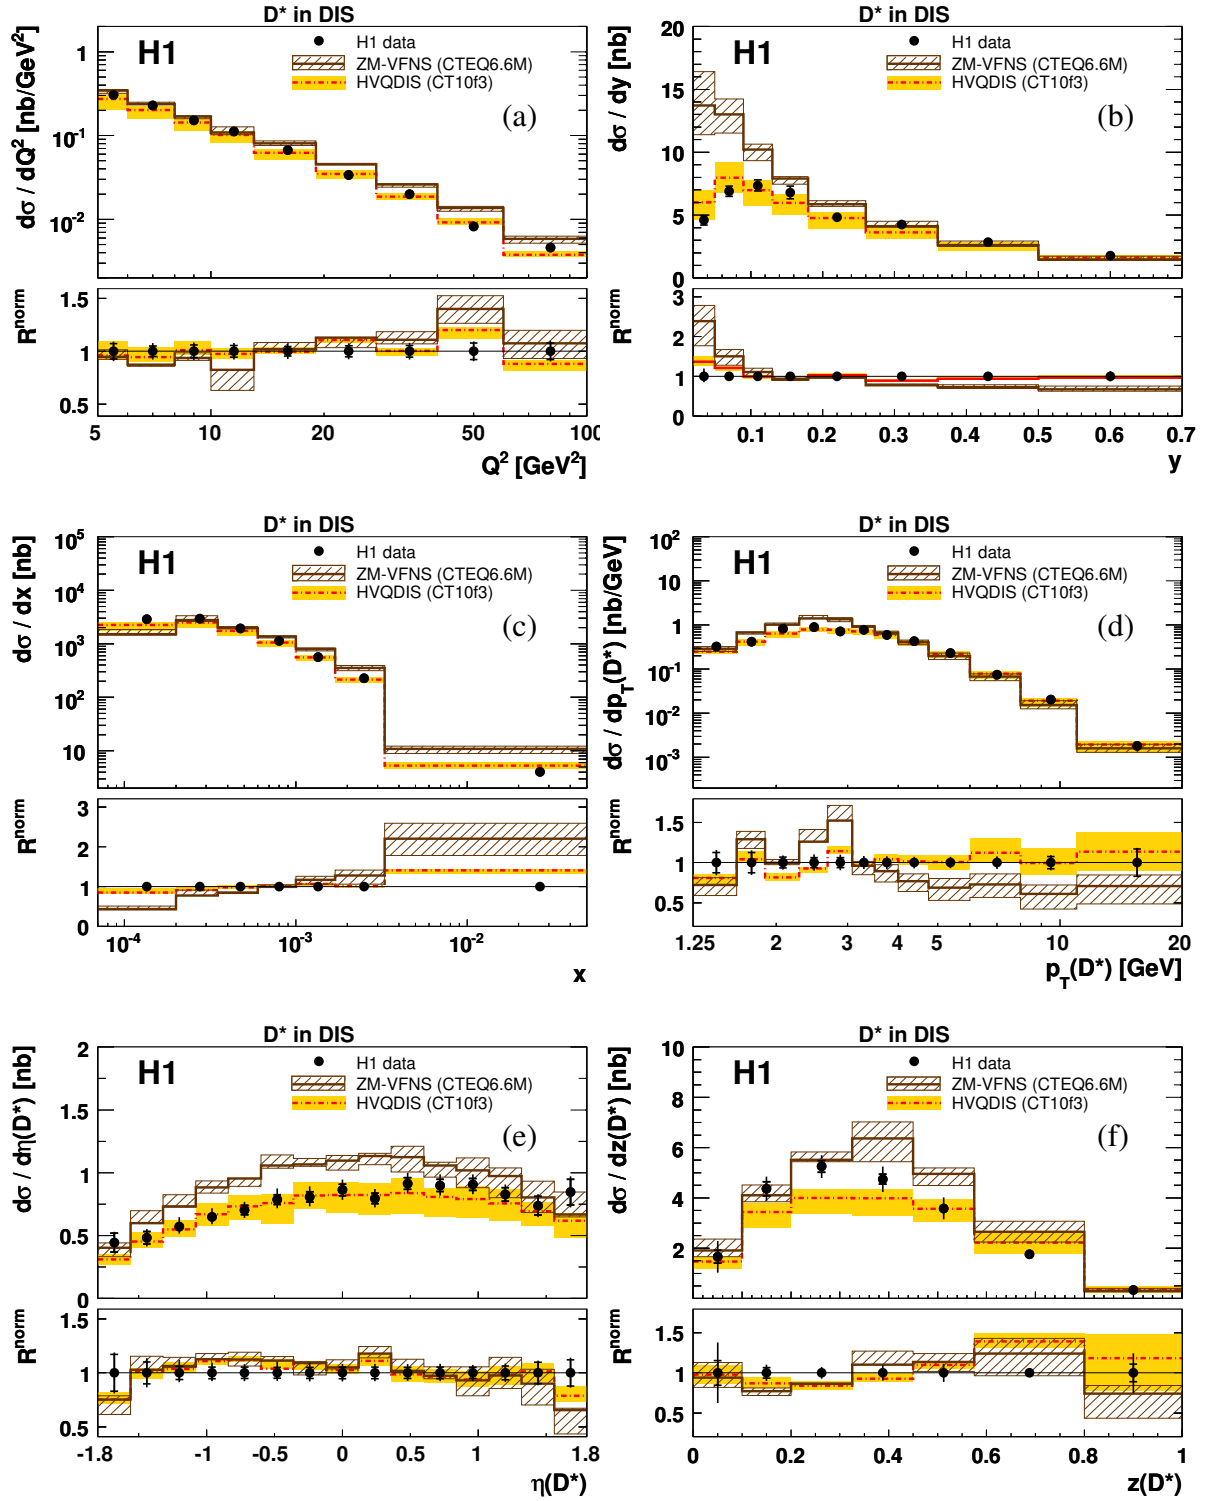 D* in DIS
H1
H1 data
ZM-VFNS (CTEQ6.6M)
HVQDIS (CT10f3)
(a)
dσ / dQ² [nb/GeV²]
1
10⁻¹
10⁻²
R^norm
1.5
1
0.5
5 10 20 30 100
Q² [GeV²]
D* in DIS
H1
H1 data
ZM-VFNS (CTEQ6.6M)
HVQDIS (CT10f3)
(b)
dσ / dy [nb]
20
15
10
5
0
R^norm
3
2
1
0
0.1 0.2 0.3 0.4 0.5 0.6 0.7
y
D* in DIS
H1
H1 data
ZM-VFNS (CTEQ6.6M)
HVQDIS (CT10f3)
(c)
dσ / dx [nb]
10⁵
10⁴
10³
10²
10
R^norm
3
2
1
0
10⁻⁴ 10⁻³ 10⁻²
x
D* in DIS
H1
H1 data
ZM-VFNS (CTEQ6.6M)
HVQDIS (CT10f3)
(d)
dσ / dp_T(D*) [nb/GeV]
10²
10
1
10⁻¹
10⁻²
10⁻³
R^norm
1.5
1
0.5
1.25 2 3 4 5 10 20
p_T(D*) [GeV]
D* in DIS
H1
H1 data
ZM-VFNS (CTEQ6.6M)
HVQDIS (CT10f3)
(e)
dσ / dη(D*) [nb]
2
1.5
1
0.5
0
R^norm
1.5
1
0.5
-1.8 -1 -0.5 0 0.5 1 1.8
η(D*)
D* in DIS
H1
H1 data
ZM-VFNS (CTEQ6.6M)
HVQDIS (CT10f3)
(f)
dσ / dz(D*) [nb]
10
8
6
4
2
R^norm
1.5
1
0.5
0 0.2 0.4 0.6 0.8 1
z(D*)